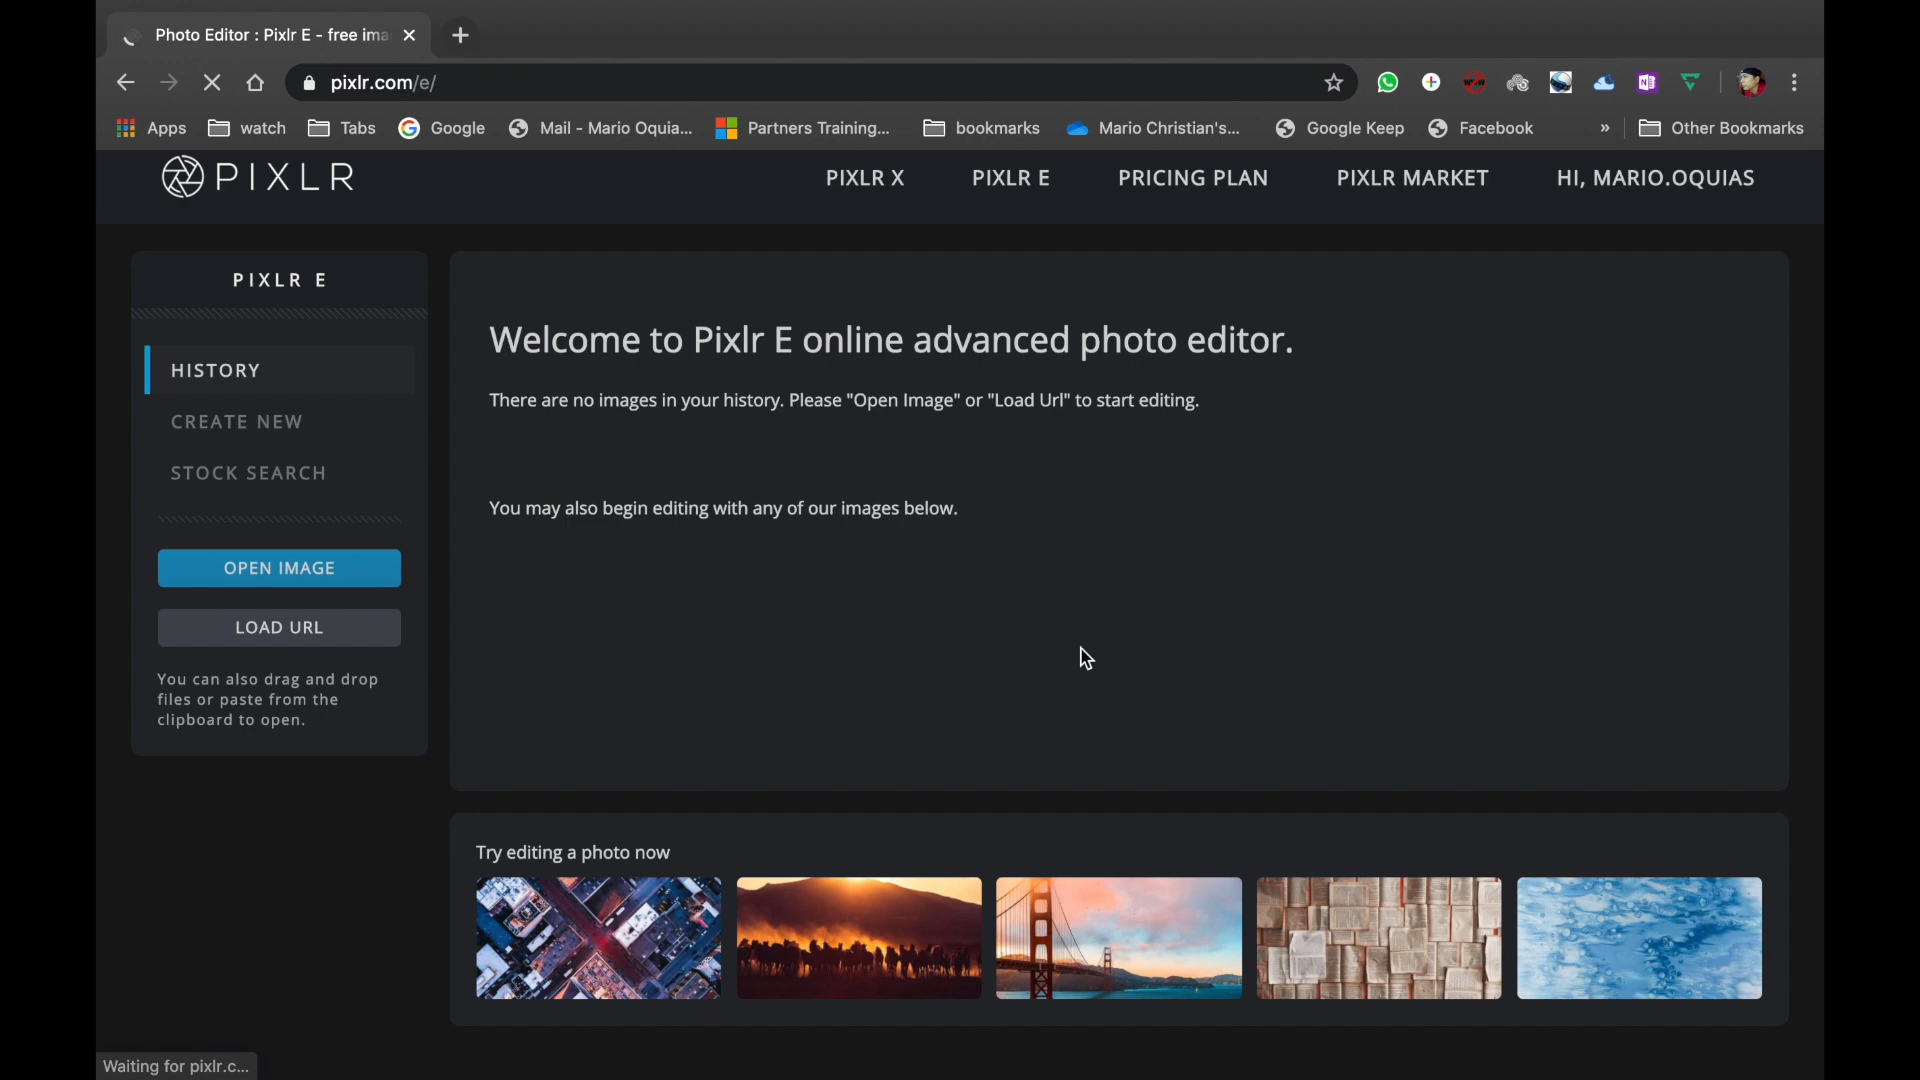 Photo Editor : Pixlr E - free ima
pixlr.com/e/
Apps watch Tabs Google Mail - Mario Oquia... Partners Training... bookmarks Mario Christian's... Google Keep Facebook » Other Bookmarks
PIXLR PIXLR X PIXLR E PRICING PLAN PIXLR MARKET HI, MARIO.OQUIAS
PIXLR E
HISTORY
CREATE NEW
STOCK SEARCH
OPEN IMAGE
LOAD URL
You can also drag and drop
files or paste from the
clipboard to open.
Welcome to Pixlr E online advanced photo editor.
There are no images in your history. Please "Open Image" or "Load Url" to start editing.
You may also begin editing with any of our images below.
Try editing a photo now
Waiting for pixlr.c...